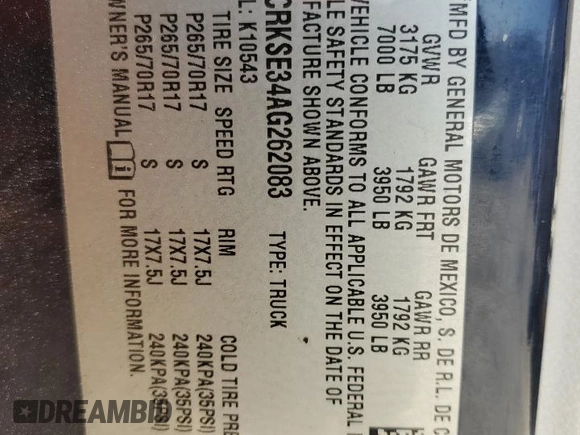 MFD BY GENERAL MOTORS DE MEXICO, S. DE R.L. DE C
GVWR GAWR FRT GAWR RR
3175 KG 1792 KG 1792 KG
7000 LB 3950 LB 3950 LB
VEHICLE CONFORMS TO ALL APPLICABLE U.S. FEDERAL
LE SAFETY STANDARDS IN EFFECT ON THE DATE OF
FACTURE SHOWN ABOVE.
CRKSE34AG262083 TYPE: TRUCK
L: K10543
TIRE SIZE SPEED RTG RIM COLD TIRE PRE
P265/70R17 S 17X7.5J 240KPA(35PSI)
P265/70R17 S 17X7.5J 240KPA(35PSI)
P265/70R17 S 17X7.5J 240KPA(35PSI)
WNER'S MANUAL FOR MORE INFORMATION.
DREAMBID